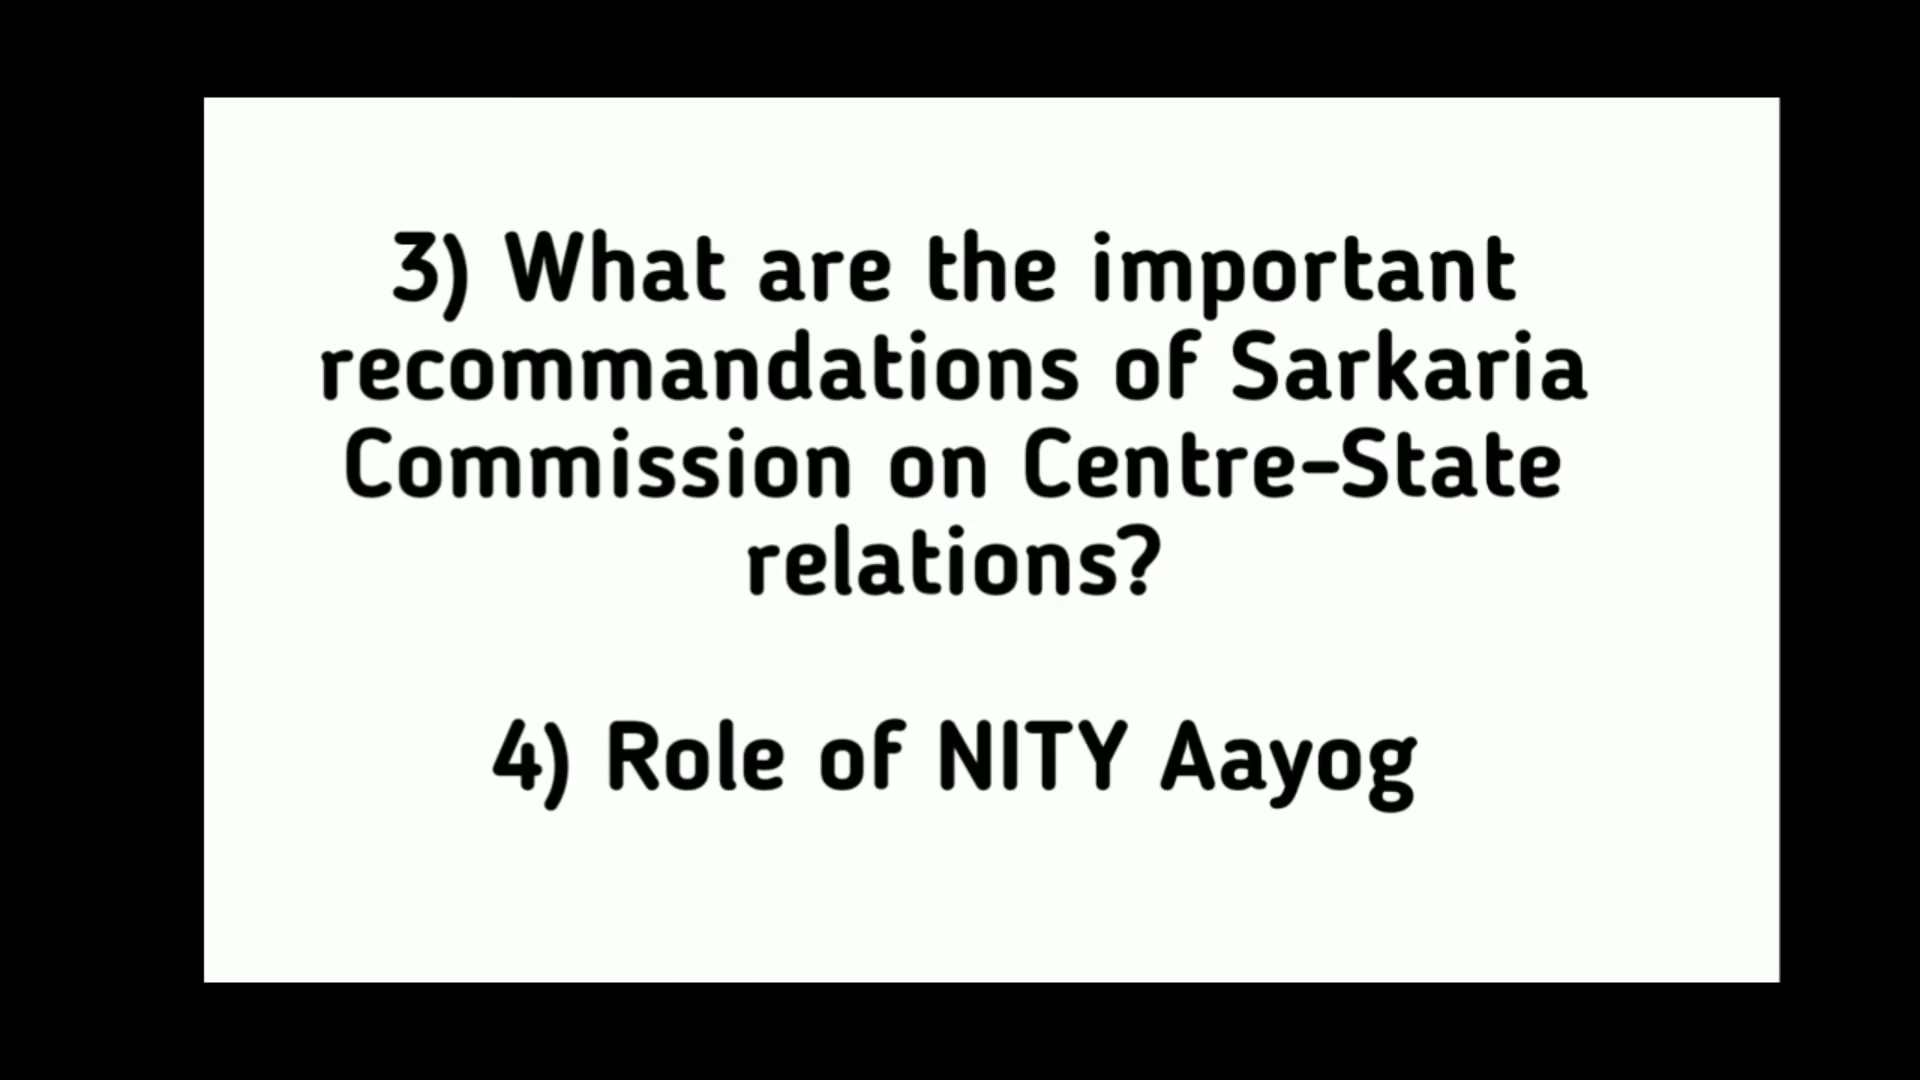 3) What are the important
recommandations of Sarkaria
Commission on Centre-State
relations?
4) Role of NITY Aayog